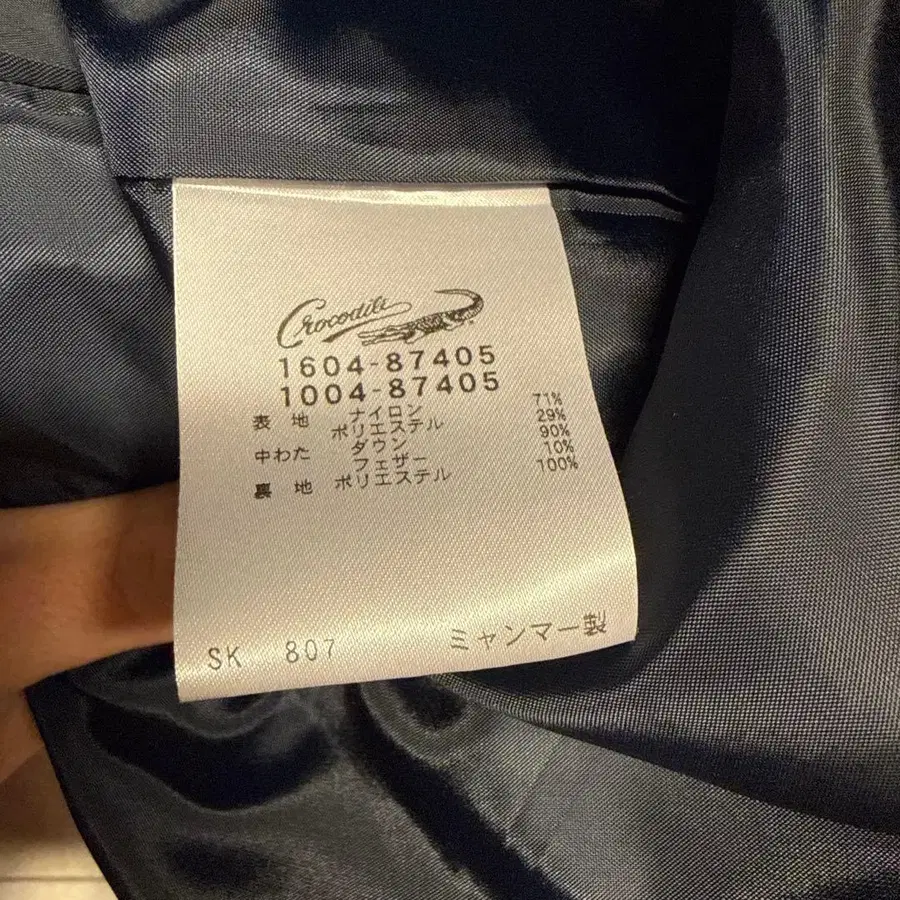 Crocodile
1604-87405
1004-87405
表 地 ナイロン 71%
ポリエステル 29%
中わた ダウン 90%
フェザー 10%
裏 地 ポリエステル 100%
SK 807 ミャンマー製